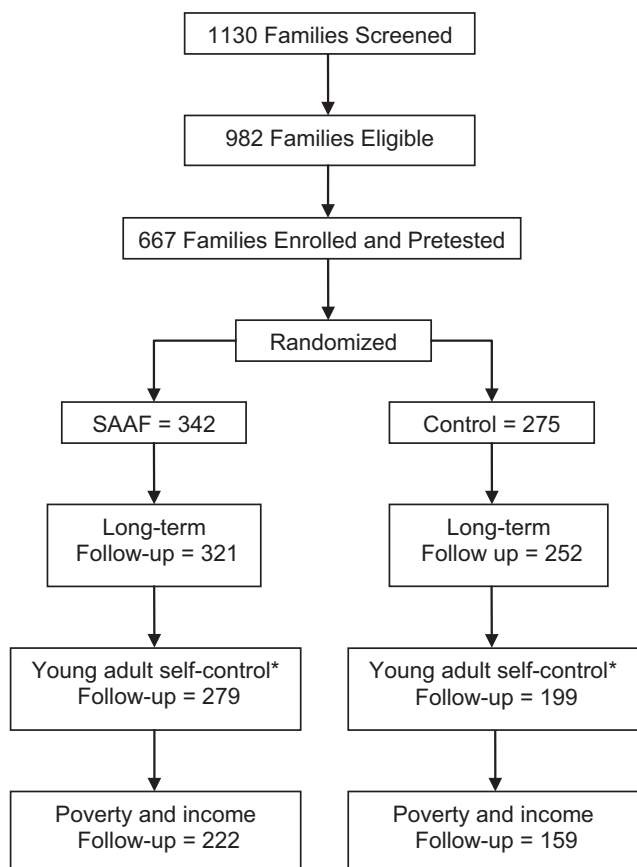 1130 Families Screened
982 Families Eligible
667 Families Enrolled and Pretested
Randomized
SAAF = 342
Control = 275
Long-term
Follow-up = 321
Long-term
Follow up = 252
Young adult self-control*
Follow-up = 279
Young adult self-control*
Follow-up = 199
Poverty and income
Follow-up = 222
Poverty and income
Follow-up = 159